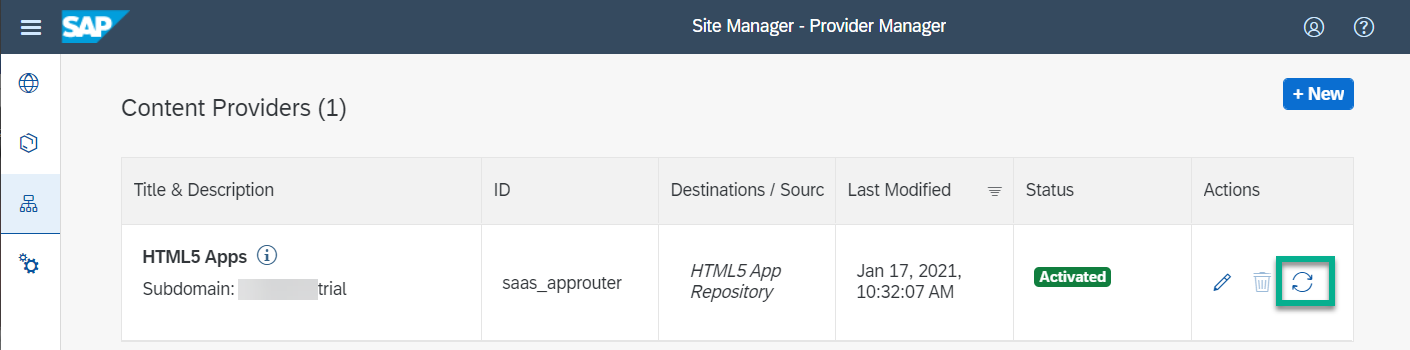 SAP
Site Manager - Provider Manager
Content Providers (1)
+ New
Title & Description
ID
Destinations / Sourc
Last Modified
Status
Actions
HTML5 Apps
Subdomain: trial
saas_approuter
HTML5 App
Repository
Jan 17, 2021,
10:32:07 AM
Activated